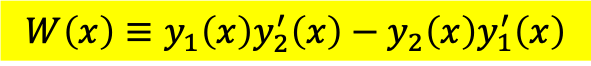 W(x) ≡ y₁(x)y₂′(x) − y₂(x)y₁′(x)